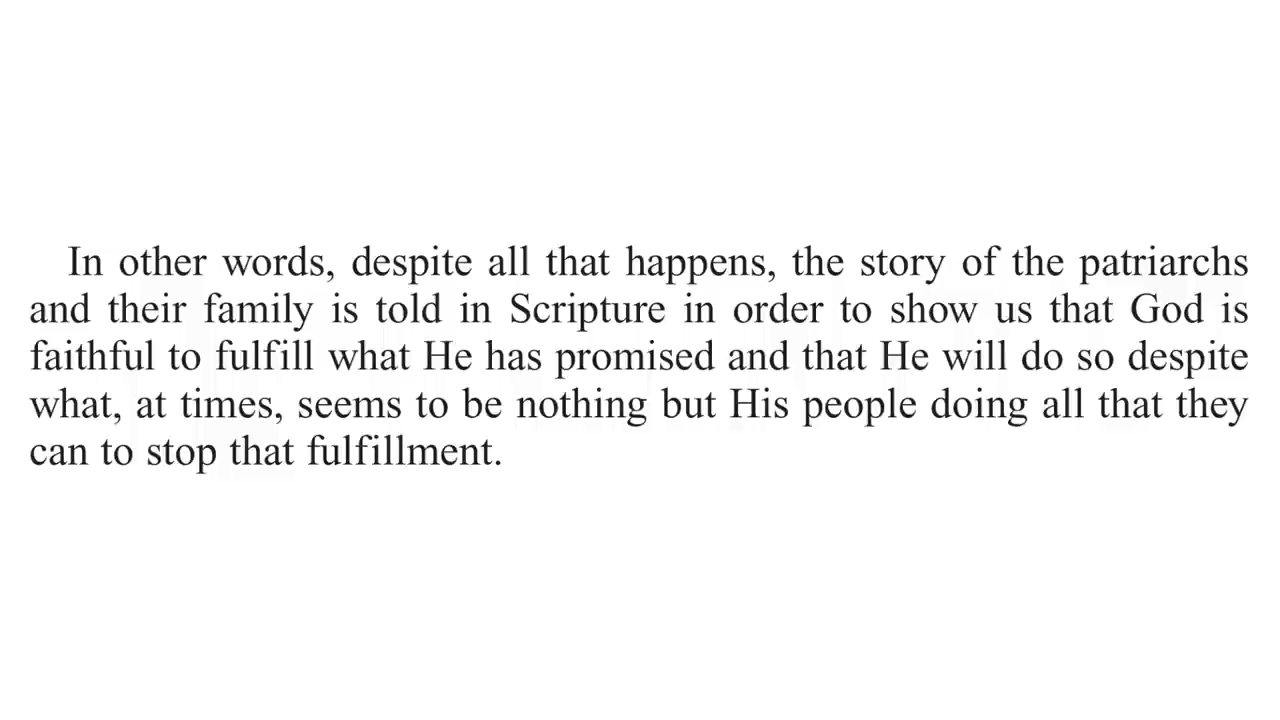 In other words, despite all that happens, the story of the patriarchs
and their family is told in Scripture in order to show us that God is
faithful to fulfill what He has promised and that He will do so despite
what, at times, seems to be nothing but His people doing all that they
can to stop that fulfillment.